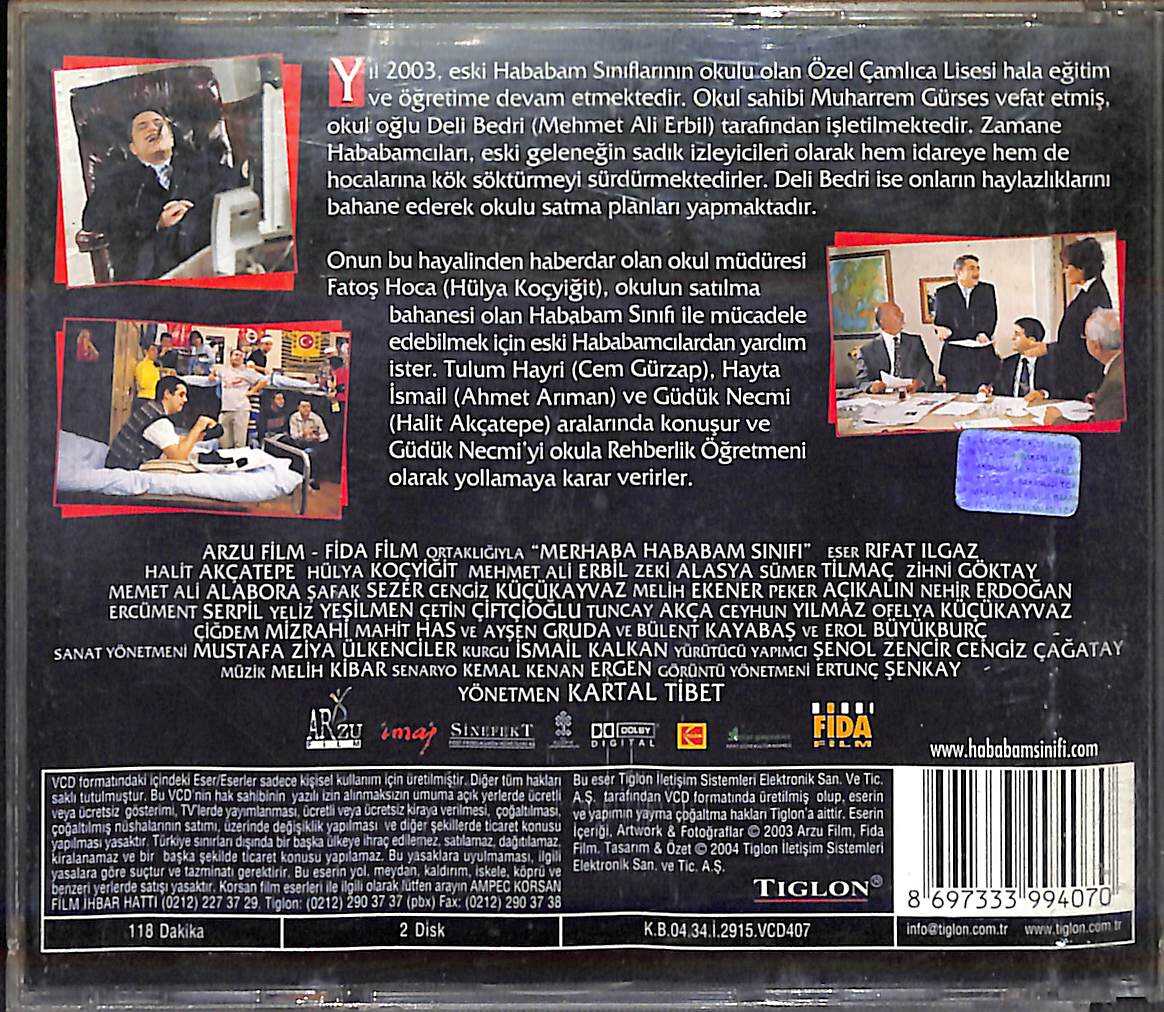 Yıl 2003, eski Hababam Sınıflarının okulu olan Özel Çamlıca Lisesi hala eğitim
ve öğretime devam etmektedir. Okul sahibi Muharrem Gürses vefat etmiş,
okul oğlu Deli Bedri (Mehmet Ali Erbil) tarafından işletilmektedir. Zamane
Hababamcıları, eski geleneğin sadık izleyicileri olarak hem idareye hem de
hocalarına kök söktürmeyi sürdürmektedirler. Deli Bedri ise onların haylazlıklarını
bahane ederek okulu satma planları yapmaktadır.
Onun bu hayalinden haberdar olan okul müdüresi
Fatoş Hoca (Hülya Koçyiğit), okulun satılma
bahanesi olan Hababam Sınıfı ile mücadele
edebilmek için eski Hababamcılardan yardım
ister. Tulum Hayri (Cem Gürzap), Hayta
İsmail (Ahmet Arıman) ve Güdük Necmi
(Halit Akçatepe) aralarında konuşur ve
Güdük Necmi'yi okula Rehberlik Öğretmeni
olarak yollamaya karar verirler.
ARZU FİLM - FİDA FİLM ORTAKLIĞIYLA "MERHABA HABABAM SINIFI" ESER RIFAT ILGAZ
HALİT AKÇATEPE HÜLYA KOÇYİĞİT MEHMET ALİ ERBİL ZEKİ ALASYA SÜMER TİLMAÇ ZİHNİ GÖKTAY
MEMET ALİ ALABORA ŞAFAK SEZER CENGİZ KÜÇÜKAYVAZ MELİH EKENER PEKER AÇIKALIN NEHİR ERDOĞAN
ERCÜMENT SERPİL YELİZ YEŞİLMEN ÇETİN ÇİFTÇİOĞLU TUNCAY AKÇA CEYHUN YILMAZ OFELYA KÜÇÜKAYVAZ
ÇİĞDEM MİZRAHİ MAHİT HAS VE AYŞEN GRUDA VE BÜLENT KAYABAŞ VE EROL BÜYÜKBURÇ
SANAT YÖNETMENİ MUSTAFA ZİYA ÜLKENCİLER KURGU İSMAİL KALKAN YÜRÜTÜCÜ YAPIMCI ŞENOL ZENCİR CENGİZ ÇAĞATAY
MÜZİK MELİH KİBAR SENARYO KEMAL KENAN ERGEN GÖRÜNTÜ YÖNETMENİ ERTUNÇ ŞENKAY
YÖNETMEN KARTAL TİBET
ARZU FİLM
imaj
SİNEFEKT
DOLBY DIGITAL
FİDA FİLM
www.hababamsinifi.com
VCD formatındaki içindeki Eser/Eserler sadece kişisel kullanım için üretilmiştir. Diğer tüm hakları
saklı tutulmuştur. Bu VCD'nin hak sahibinin yazılı izin alınmaksızın umuma açık yerlerde ücretli
veya ücretsiz gösterimi, TV'lerde yayımlanması, ücretli veya ücretsiz kiraya verilmesi, çoğaltılması,
çoğaltılmış nüshalarının satımı, üzerinde değişiklik yapılması ve diğer şekillerde ticaret konusu
yapılması yasaktır. Türkiye sınırları dışında bir başka ülkeye ihraç edilemez, satılamaz, dağıtılamaz,
kiralanamaz ve bir başka şekilde ticaret konusu yapılamaz. Bu yasaklara uyulmaması, ilgili
yasalara göre suçtur ve tazminatı gerektirir. Bu eserin yol, meydan, kaldırım, iskele, köprü ve
benzeri yerlerde satışı yasaktır. Korsan film eserleri ile ilgili olarak lütfen arayın AMPEC KORSAN
FİLM İHBAR HATTI (0212) 227 37 29. Tiglon: (0212) 290 37 37 (pbx) Fax: (0212) 290 37 38
Bu eser Tiglon İletişim Sistemleri Elektronik San. Ve Tic.
A.Ş. tarafından VCD formatında üretilmiş olup, eserin
ve yapımın yayma çoğaltma hakları Tiglon'a aittir. Eserin
İçeriği, Artwork & Fotoğraflar © 2003 Arzu Film, Fida
Film. Tasarım & Özet © 2004 Tiglon İletişim Sistemleri
Elektronik San. ve Tic. A.Ş.
TIGLON®
8 697333 994070
118 Dakika
2 Disk
K.B.04.34.İ.2915.VCD407
info@tiglon.com.tr www.tiglon.com.tr